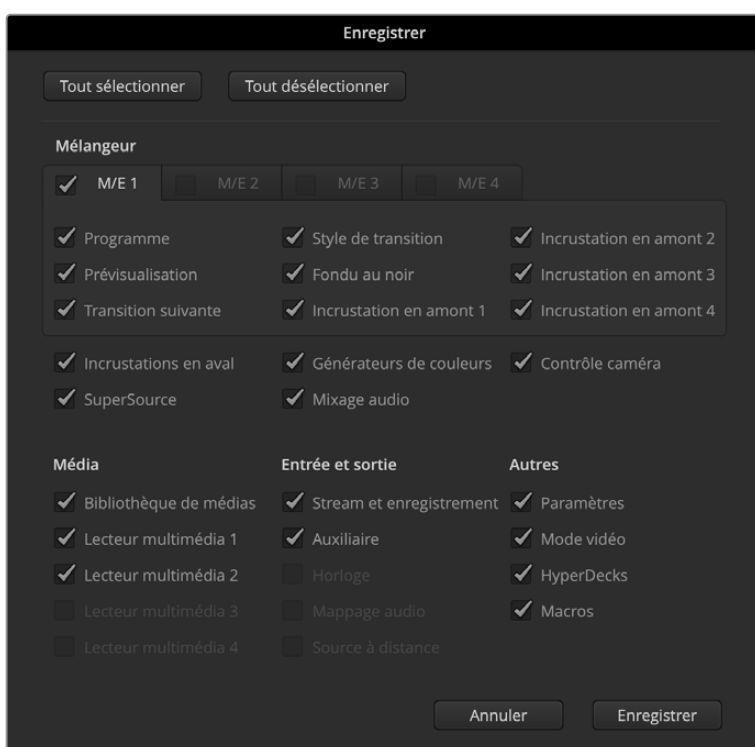 Enregistrer
Tout sélectionner Tout désélectionner
Mélangeur
M/E 1 M/E 2 M/E 3 M/E 4
Programme Style de transition Incrustation en amont 2
Prévisualisation Fondu au noir Incrustation en amont 3
Transition suivante Incrustation en amont 1 Incrustation en amont 4
Incrustations en aval Générateurs de couleurs Contrôle caméra
SuperSource Mixage audio
Média Entrée et sortie Autres
Bibliothèque de médias Stream et enregistrement Paramètres
Lecteur multimédia 1 Auxiliaire Mode vidéo
Lecteur multimédia 2 Horloge HyperDecks
Lecteur multimédia 3 Mappage audio Macros
Lecteur multimédia 4 Source à distance
Annuler Enregistrer